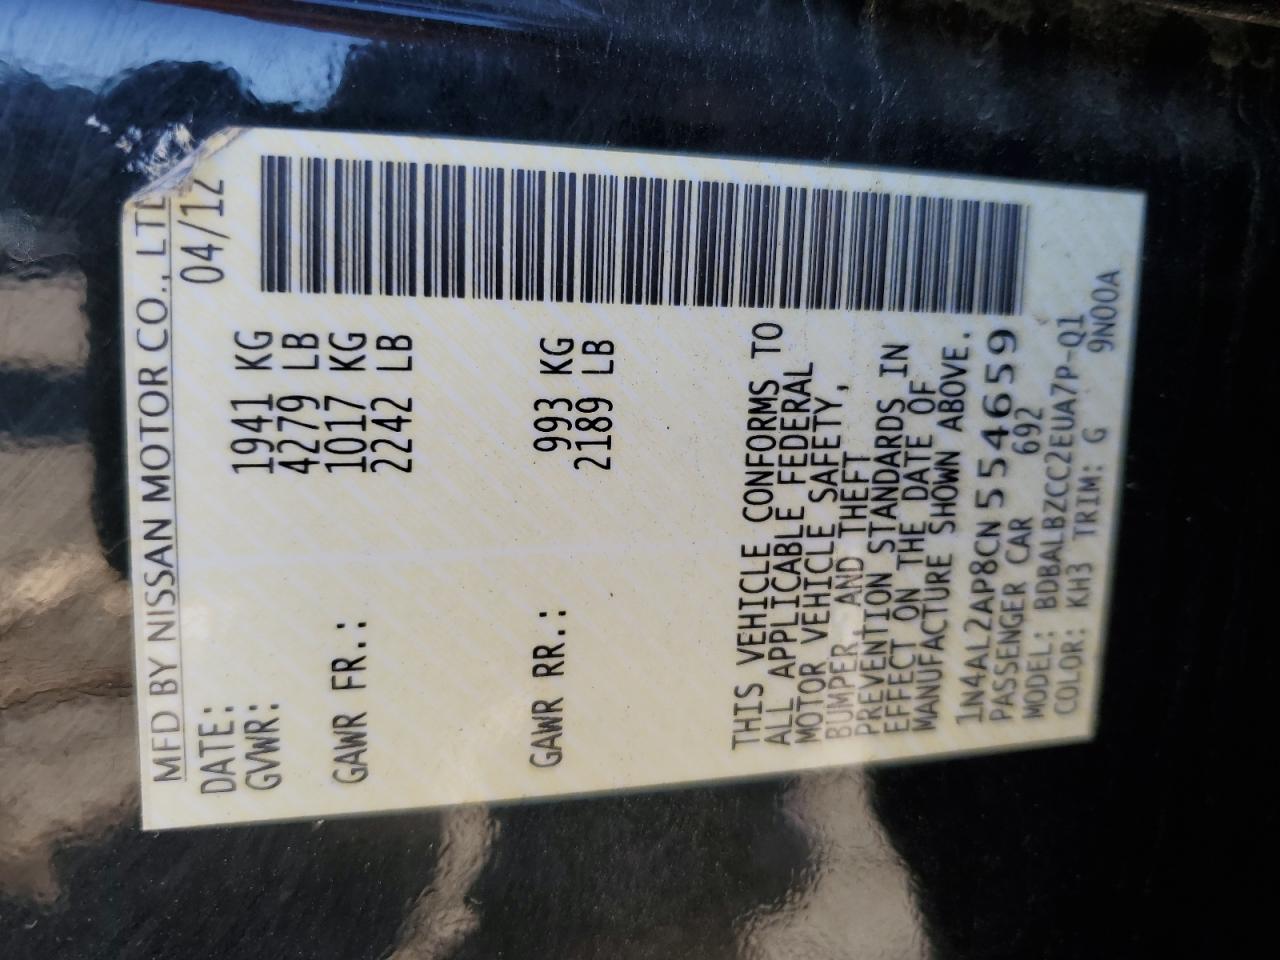 MFD BY NISSAN MOTOR CO., LTD
DATE: 04/12
GVWR: 1941 KG
4279 LB
GAWR FR.: 1017 KG
2242 LB
GAWR RR.: 993 KG
2189 LB
THIS VEHICLE CONFORMS TO
ALL APPLICABLE FEDERAL
MOTOR VEHICLE SAFETY,
BUMPER, AND THEFT
PREVENTION STANDARDS IN
EFFECT ON THE DATE OF
MANUFACTURE SHOWN ABOVE.
1N4AL2AP8CN554659
PASSENGER CAR 692
MODEL: BDBALBZCC2EUA7P-Q1
COLOR: KH3 TRIM: G 9N00A